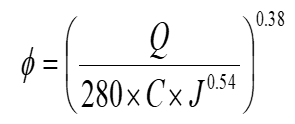 ϕ = ( Q / 280 × C × J^0.54 )^0.38